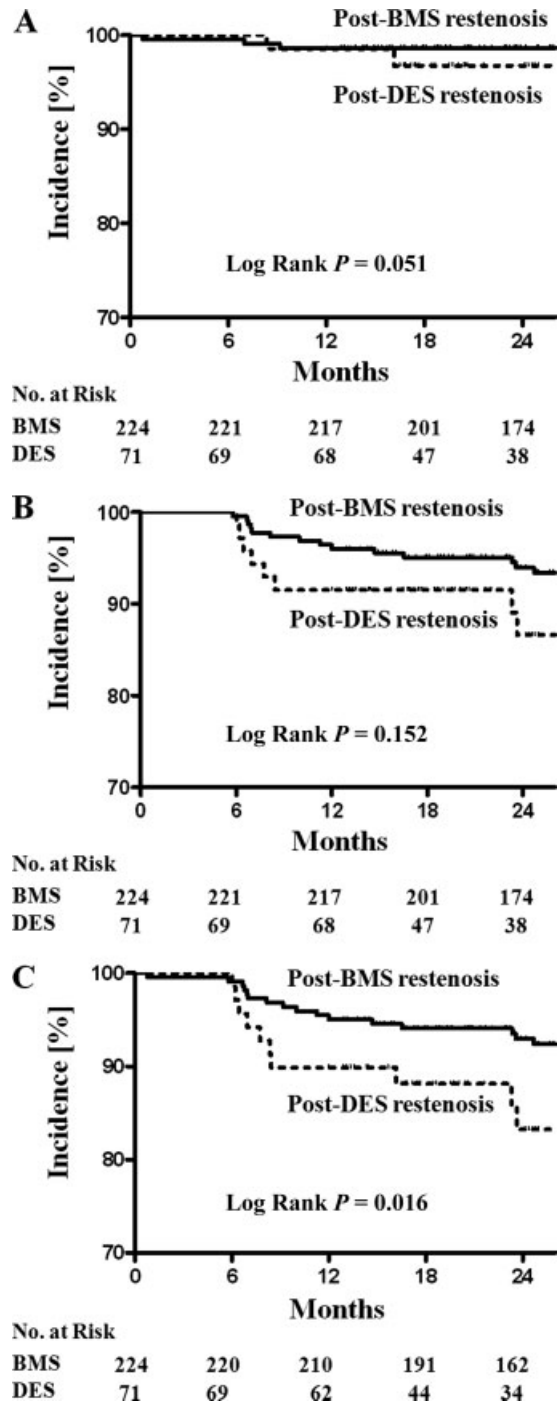 A
Post-BMS restenosis
Post-DES restenosis
Incidence [%]
100
90
80
70
Log Rank P = 0.051
0 6 12 18 24
Months
No. at Risk
BMS 224 221 217 201 174
DES 71 69 68 47 38
B
Post-BMS restenosis
Post-DES restenosis
Incidence [%]
100
90
80
70
Log Rank P = 0.152
0 6 12 18 24
Months
No. at Risk
BMS 224 221 217 201 174
DES 71 69 68 47 38
C
Post-BMS restenosis
Post-DES restenosis
Incidence [%]
100
90
80
70
Log Rank P = 0.016
0 6 12 18 24
Months
No. at Risk
BMS 224 220 210 191 162
DES 71 69 62 44 34